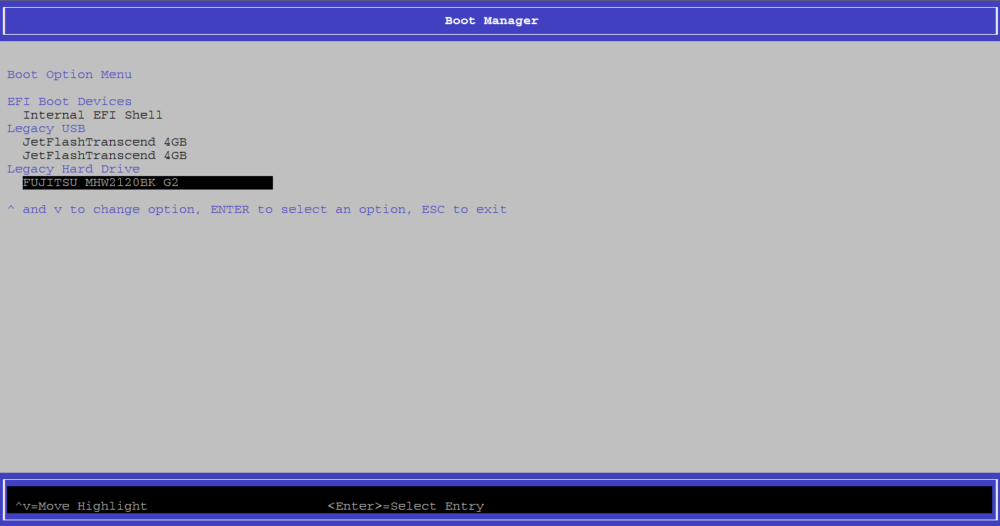 Boot Manager
Boot Option Menu
EFI Boot Devices
Internal EFI Shell
Legacy USB
JetFlashTranscend 4GB
JetFlashTranscend 4GB
Legacy Hard Drive
FUJITSU MHW2120BK G2
^ and v to change option, ENTER to select an option, ESC to exit
^v=Move Highlight <Enter>=Select Entry